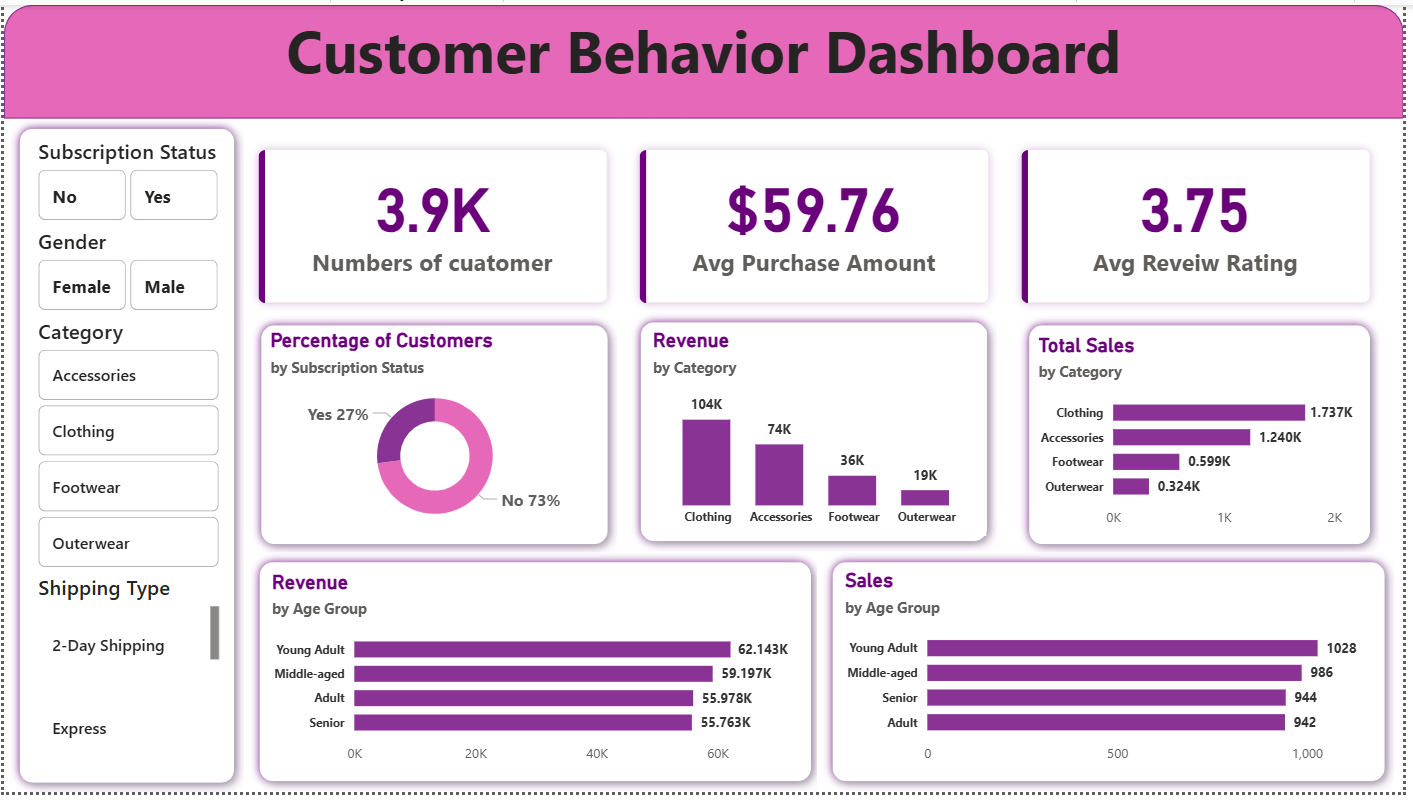 Customer Behavior Dashboard
Subscription Status
No
Yes
Gender
Female
Male
Category
Accessories
Clothing
Footwear
Outerwear
Shipping Type
2-Day Shipping
Express
3.9K
Numbers of cuatomer
$59.76
Avg Purchase Amount
3.75
Avg Reveiw Rating
Percentage of Customers
by Subscription Status
Yes 27%
No 73%
Revenue
by Category
104K
74K
36K
19K
Clothing
Accessories
Footwear
Outerwear
Total Sales
by Category
Clothing 1.737K
Accessories 1.240K
Footwear 0.599K
Outerwear 0.324K
0K 1K 2K
Revenue
by Age Group
Young Adult 62.143K
Middle-aged 59.197K
Adult 55.978K
Senior 55.763K
0K 20K 40K 60K
Sales
by Age Group
Young Adult 1028
Middle-aged 986
Senior 944
Adult 942
0 500 1,000